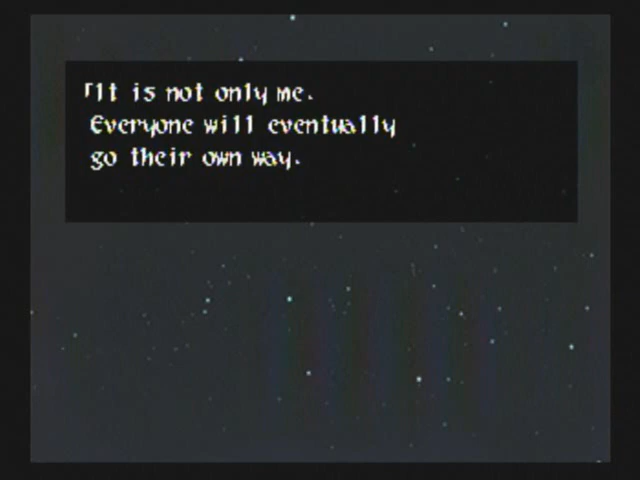 「It is not only me.
Everyone will eventually
go their own way.